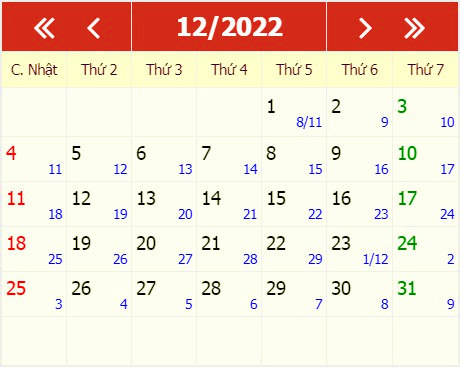 12/2022
C. Nhật Thứ 2 Thứ 3 Thứ 4 Thứ 5 Thứ 6 Thứ 7
1 2 3
8/11 9 10
4 5 6 7 8 9 10
11 12 13 14 15 16 17
11 12 13 14 15 16 17
18 19 20 21 22 23 24
18 19 20 21 22 23 24
25 26 27 28 29 1/12 2
25 26 27 28 29 30 31
3 4 5 6 7 8 9